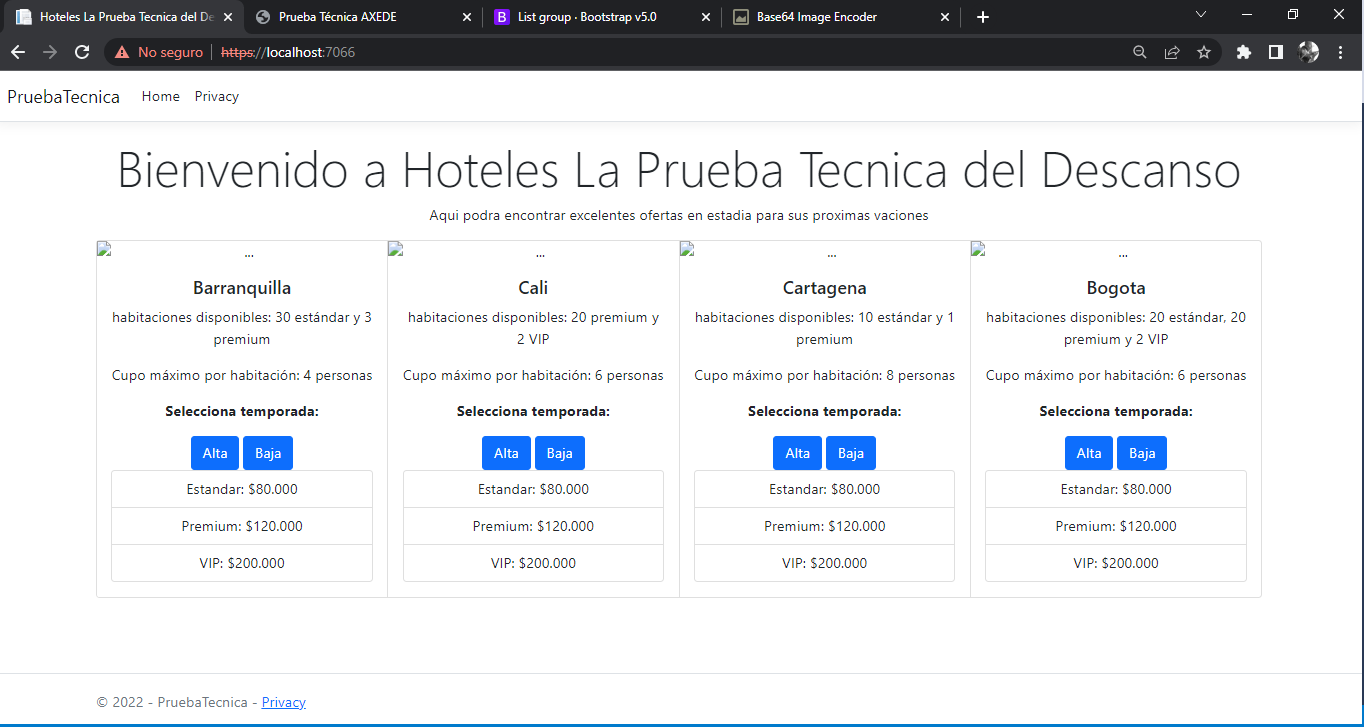 Hoteles La Prueba Tecnica del De
Prueba Técnica AXEDE
List group · Bootstrap v5.0
Base64 Image Encoder
No seguro
https://localhost:7066
PruebaTecnica
Home
Privacy
Bienvenido a Hoteles La Prueba Tecnica del Descanso
Aqui podra encontrar excelentes ofertas en estadia para sus proximas vaciones
...
Barranquilla
habitaciones disponibles: 30 estándar y 3
premium
Cupo máximo por habitación: 4 personas
Selecciona temporada:
Alta
Baja
Estandar: $80.000
Premium: $120.000
VIP: $200.000
...
Cali
habitaciones disponibles: 20 premium y
2 VIP
Cupo máximo por habitación: 6 personas
Selecciona temporada:
Alta
Baja
Estandar: $80.000
Premium: $120.000
VIP: $200.000
...
Cartagena
habitaciones disponibles: 10 estándar y 1
premium
Cupo máximo por habitación: 8 personas
Selecciona temporada:
Alta
Baja
Estandar: $80.000
Premium: $120.000
VIP: $200.000
...
Bogota
habitaciones disponibles: 20 estándar, 20
premium y 2 VIP
Cupo máximo por habitación: 6 personas
Selecciona temporada:
Alta
Baja
Estandar: $80.000
Premium: $120.000
VIP: $200.000
© 2022 - PruebaTecnica - Privacy